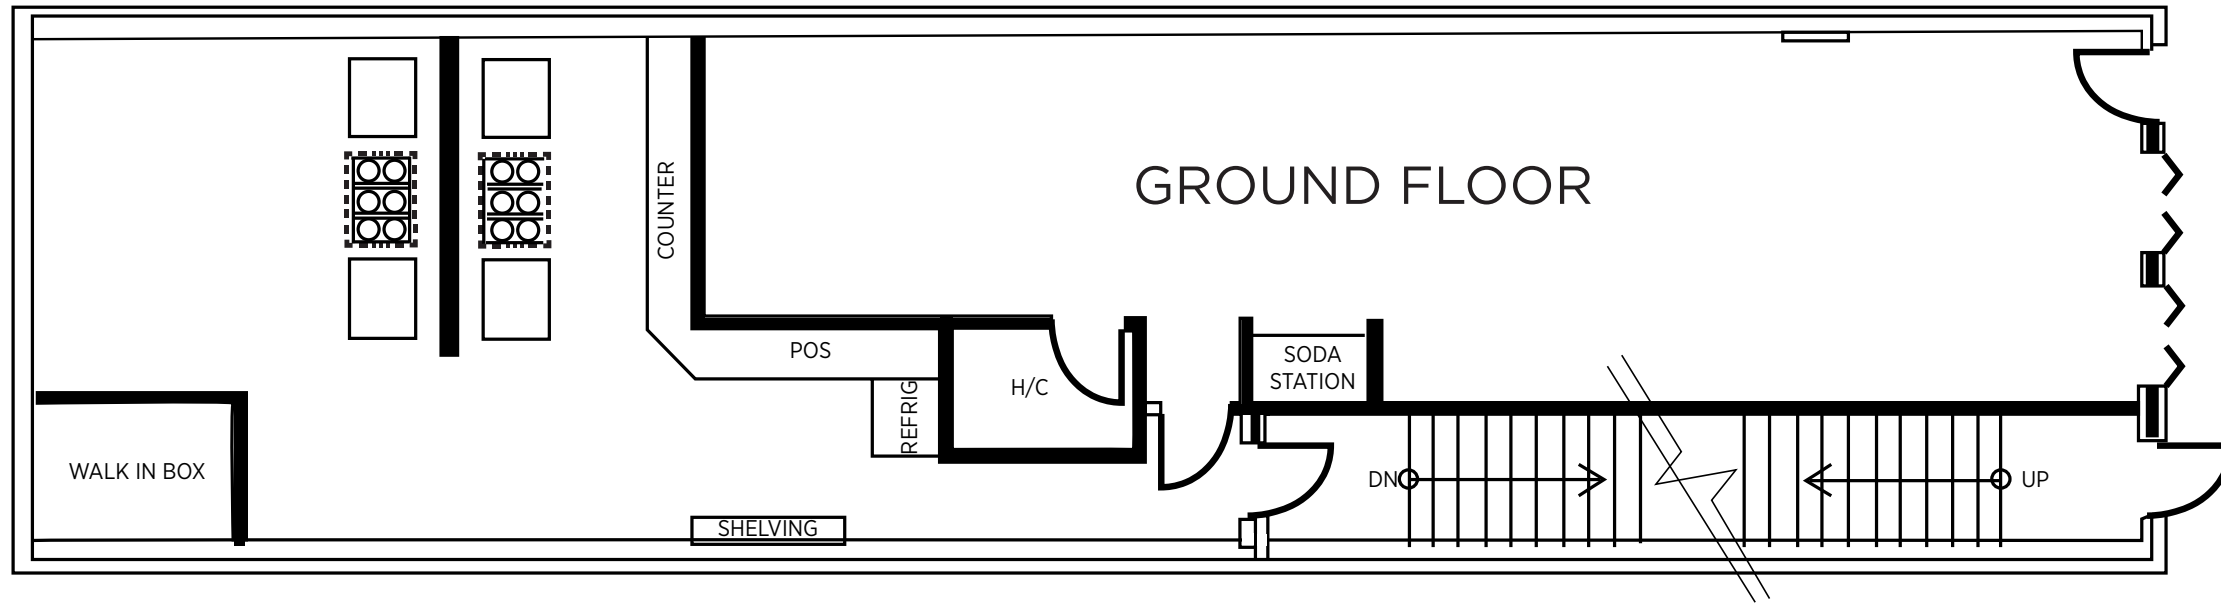 GROUND FLOOR
COUNTER
POS
SODA
STATION
H/C
REFRIG
WALK IN BOX
DN
UP
SHELVING